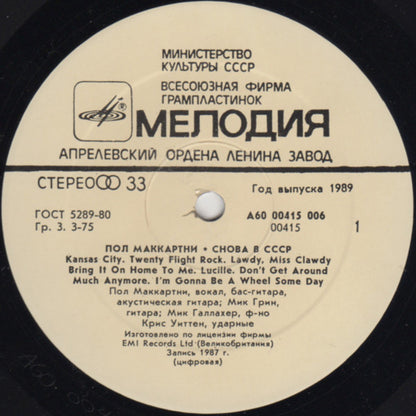 МИНИСТЕРСТВО
КУЛЬТУРЫ СССР
ВСЕСОЮЗНАЯ ФИРМА
ГРАМПЛАСТИНОК
МЕЛОДИЯ
АПРЕЛЕВСКИЙ ОРДЕНА ЛЕНИНА ЗАВОД
СТЕРЕО 33
Год выпуска 1989
ГОСТ 5289-80
А60 00415 006
Гр. 3. 3-75
00415
1
ПОЛ МАККАРТНИ • СНОВА В СССР
Kansas City. Twenty Flight Rock. Lawdy, Miss Clawdy
Bring It On Home To Me. Lucille. Don't Get Around
Much Anymore. I'm Gonna Be A Wheel Some Day
Пол Маккартни, вокал, бас-гитара,
акустическая гитара; Мик Грин,
гитара; Мик Галлахер, ф-но
Крис Уиттен, ударные
Изготовлено по лицензии фирмы
EMI Records Ltd (Великобритания)
Запись 1987 г.
(цифровая)